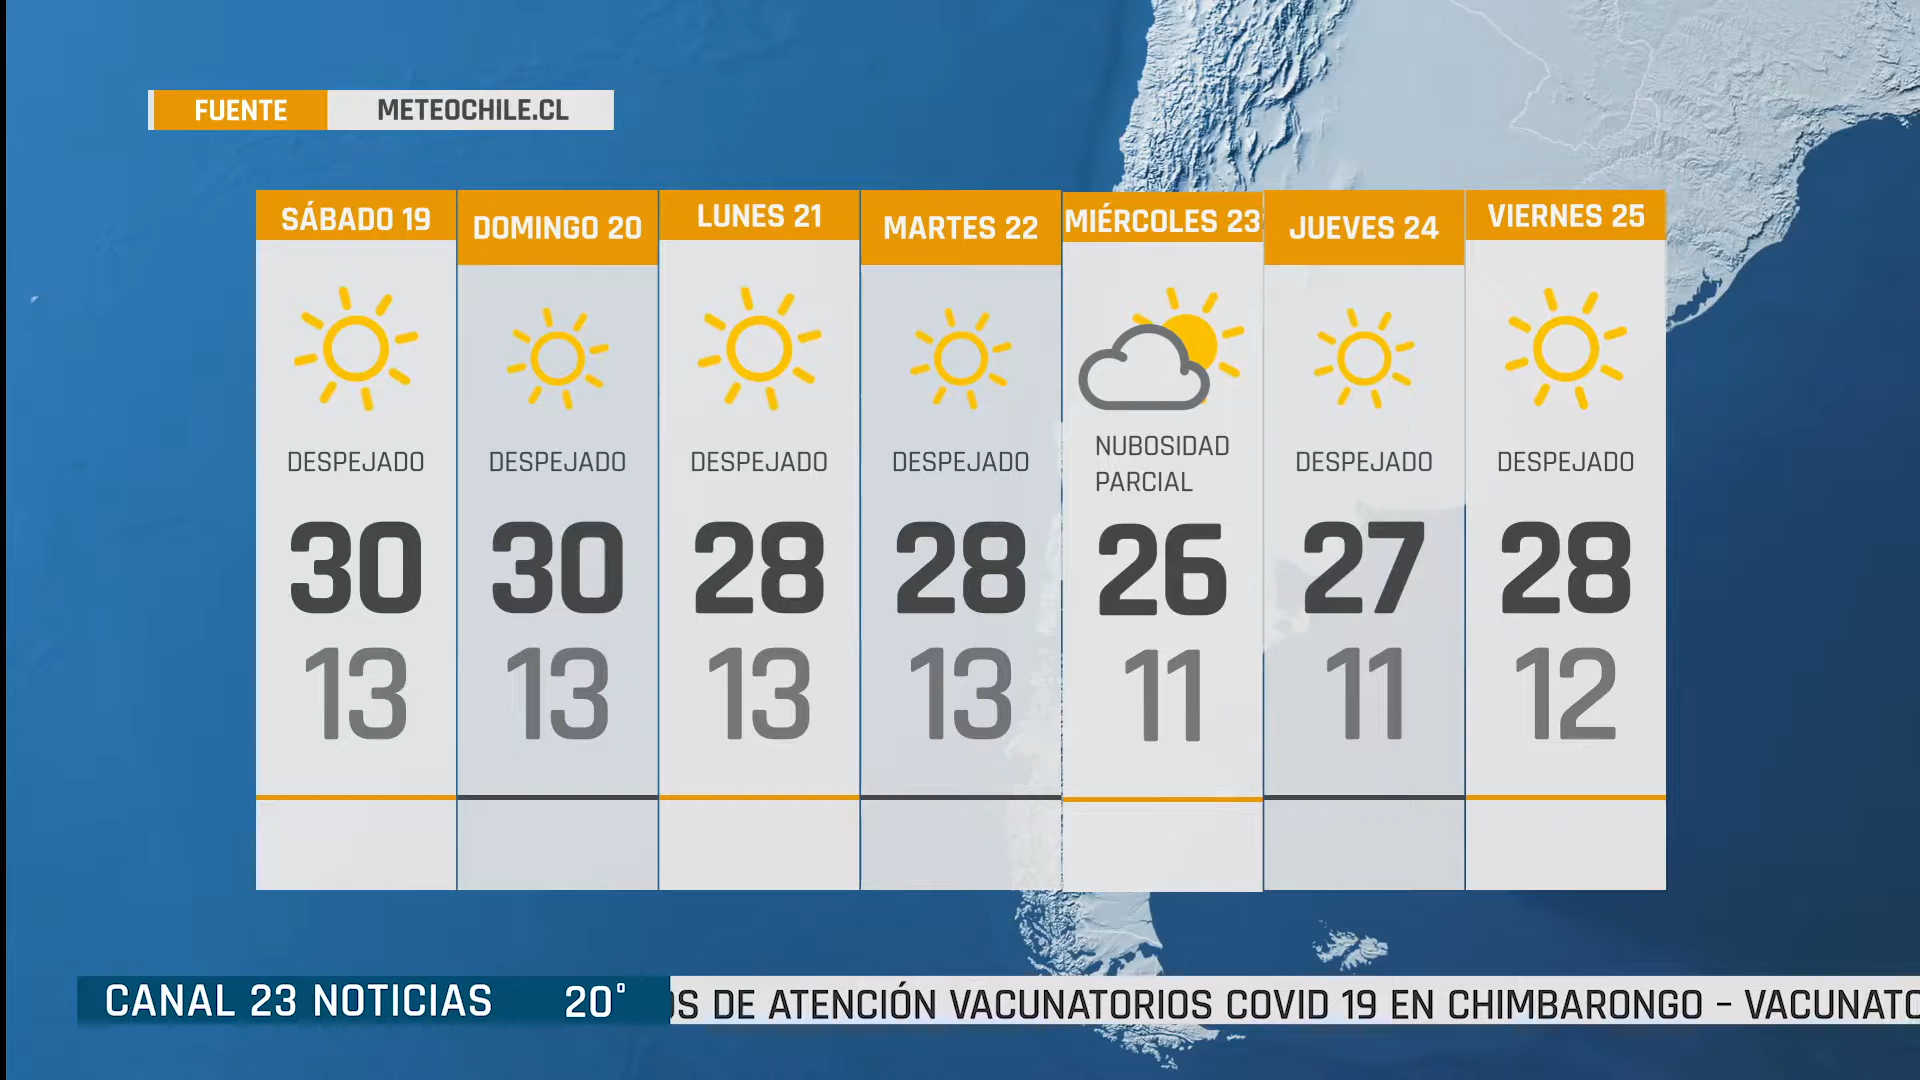 FUENTE METEOCHILE.CL
SÁBADO 19
DESPEJADO
30
13
DOMINGO 20
DESPEJADO
30
13
LUNES 21
DESPEJADO
28
13
MARTES 22
DESPEJADO
28
13
MIÉRCOLES 23
NUBOSIDAD
PARCIAL
26
11
JUEVES 24
DESPEJADO
27
11
VIERNES 25
DESPEJADO
28
12
CANAL 23 NOTICIAS 20° DE ATENCIÓN VACUNATORIOS COVID 19 EN CHIMBARONGO –